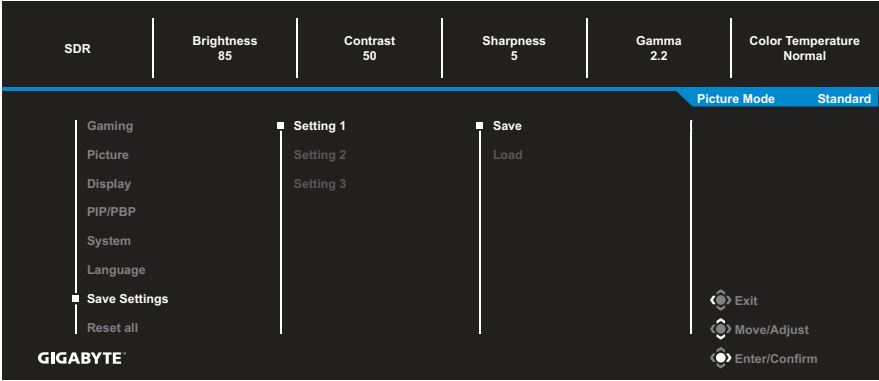 SDR
Brightness
85
Contrast
50
Sharpness
5
Gamma
2.2
Color Temperature
Normal
Picture Mode Standard
Gaming
Picture
Display
PIP/PBP
System
Language
Save Settings
Reset all
Setting 1
Setting 2
Setting 3
Save
Load
Exit
Move/Adjust
Enter/Confirm
GIGABYTE™